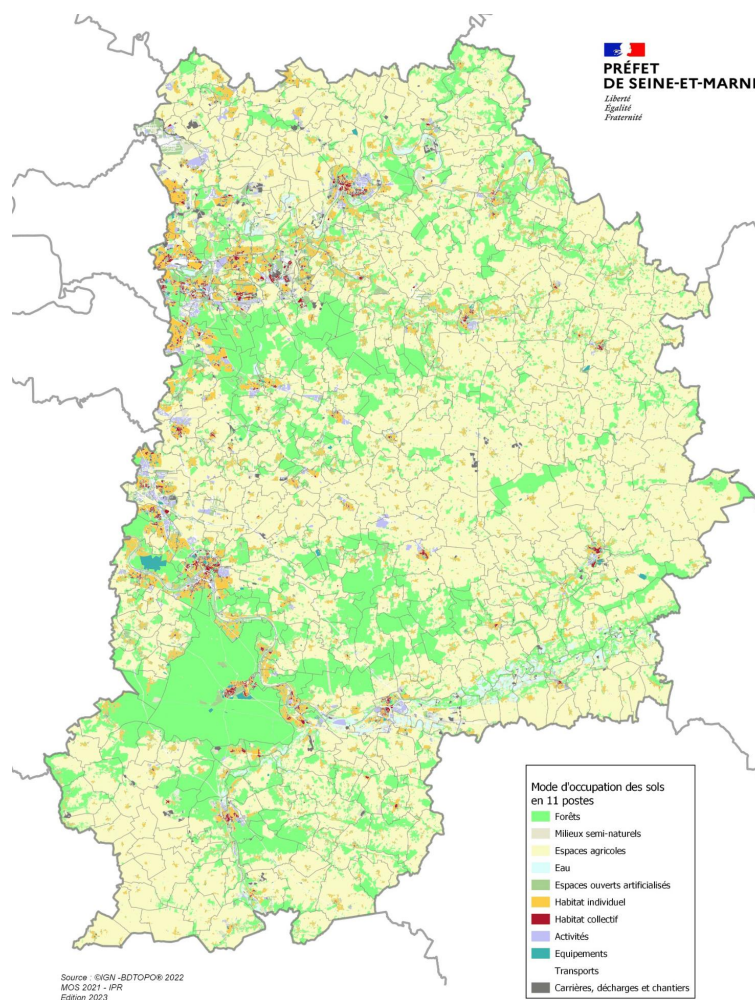 PRÉFET
DE SEINE-ET-MARNE
Liberté
Égalité
Fraternité
Mode d'occupation des sols
en 11 postes
Forêts
Milieux semi-naturels
Espaces agricoles
Eau
Espaces ouverts artificialisés
Habitat individuel
Habitat collectif
Activités
Equipements
Transports
Carrières, décharges et chantiers
Source : ©IGN -BDTOPO® 2022
MOS 2021 - IPR
Edition 2023